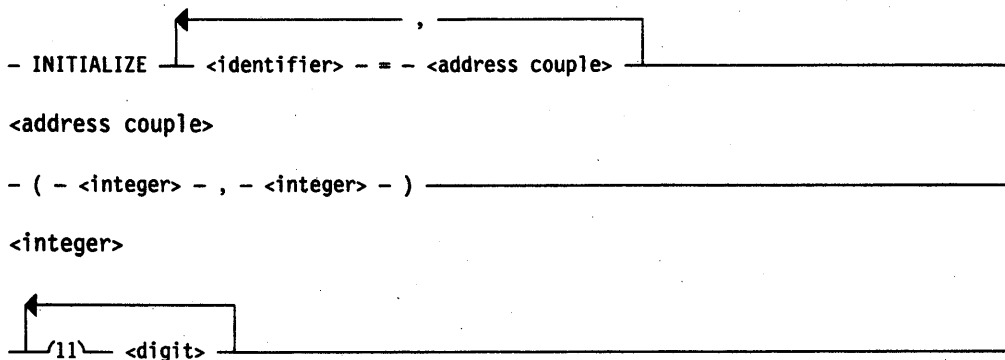 ,
- INITIALIZE <identifier> - = - <address couple>
<address couple>
- ( - <integer> - , - <integer> - )
<integer>
/11\ <digit>